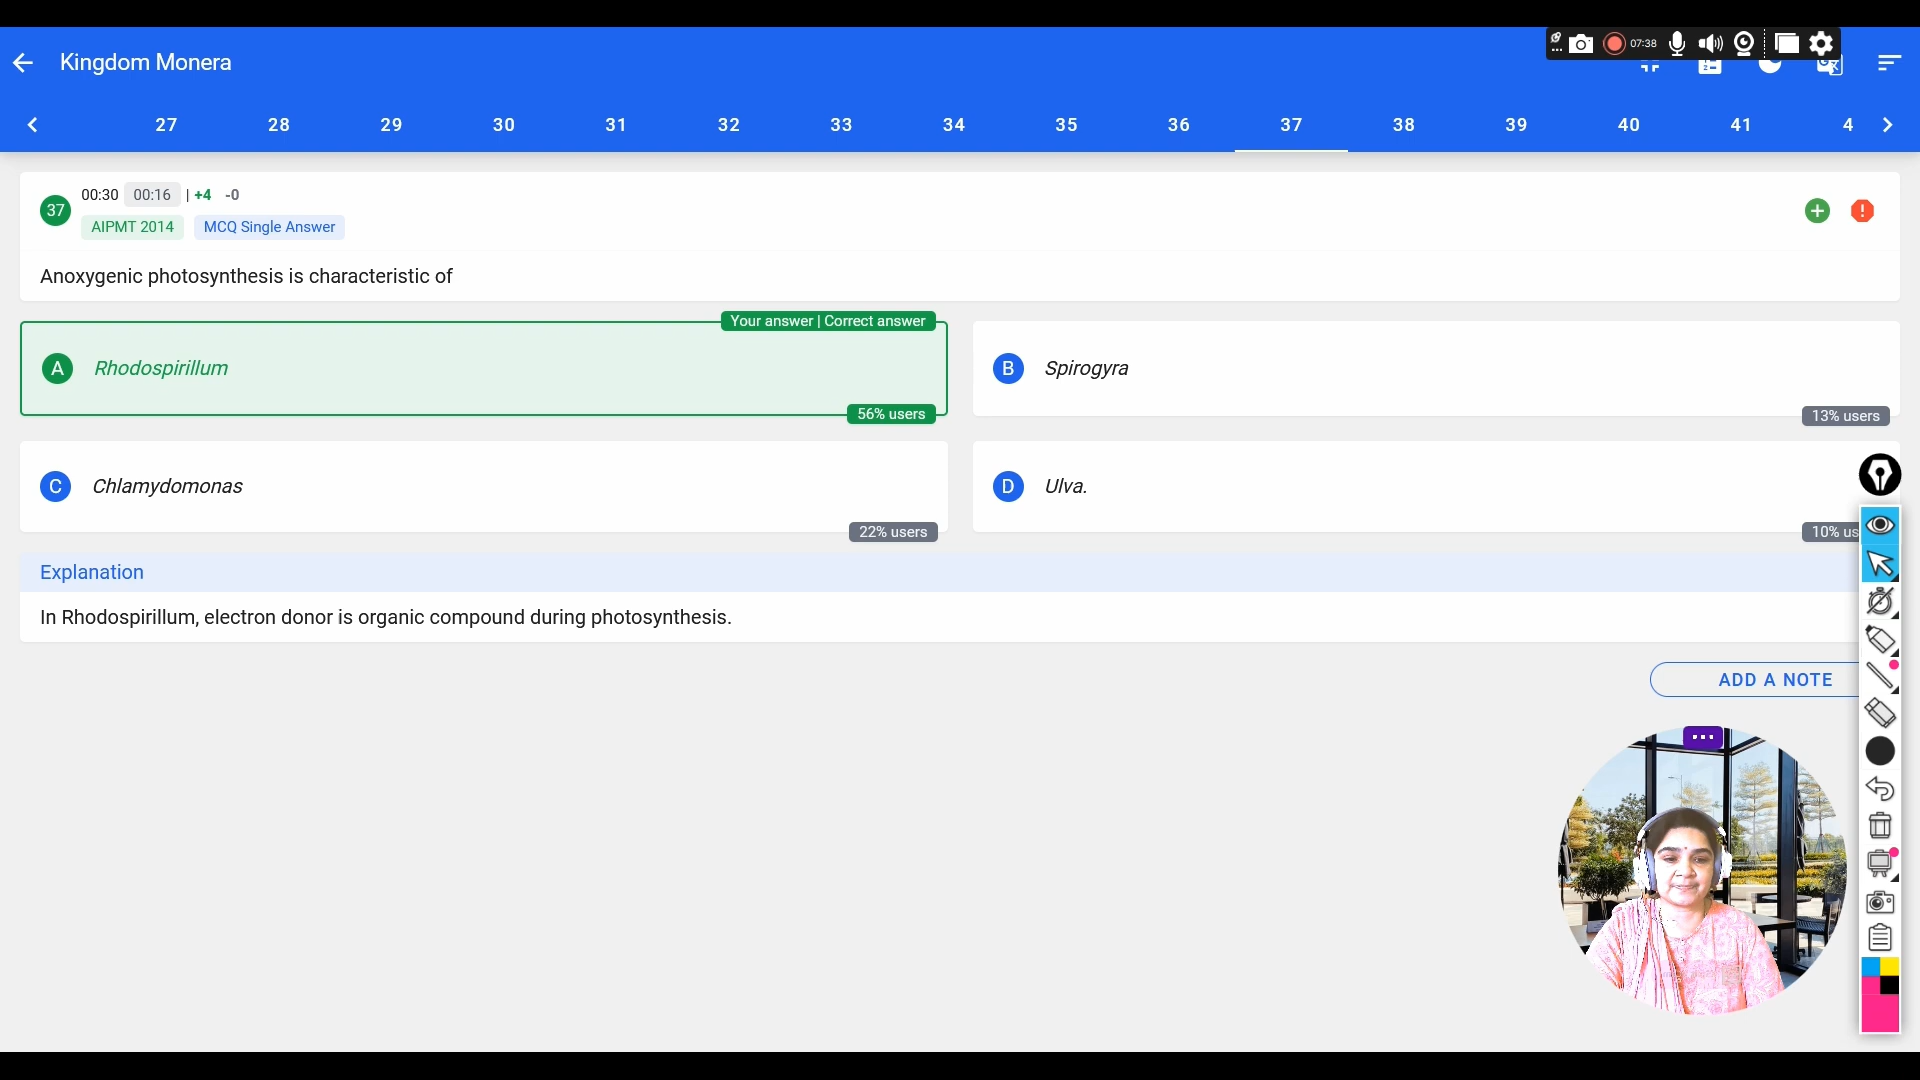 07:38
Kingdom Monera
27 28 29 30 31 32 33 34 35 36 37 38 39 40 41 4
00:30 00:16 | +4 -0
37
AIPMT 2014 MCQ Single Answer
Anoxygenic photosynthesis is characteristic of
Your answer | Correct answer
A Rhodospirillum
56% users
B Spirogyra
13% users
C Chlamydomonas
22% users
D Ulva.
10% us
Explanation
In Rhodospirillum, electron donor is organic compound during photosynthesis.
ADD A NOTE